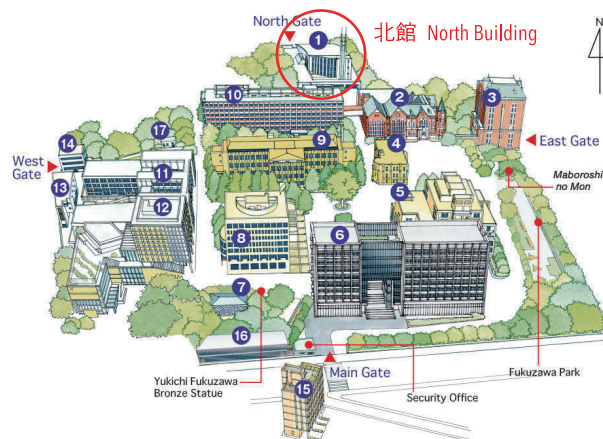 North Gate
北館 North Building
N
1
10
2
3
17
14
9
4
East Gate
West Gate
11
Maboroshi
no Mon
13
12
5
8
6
7
16
Main Gate
Yukichi Fukuzawa
Bronze Statue
15
Security Office
Fukuzawa Park